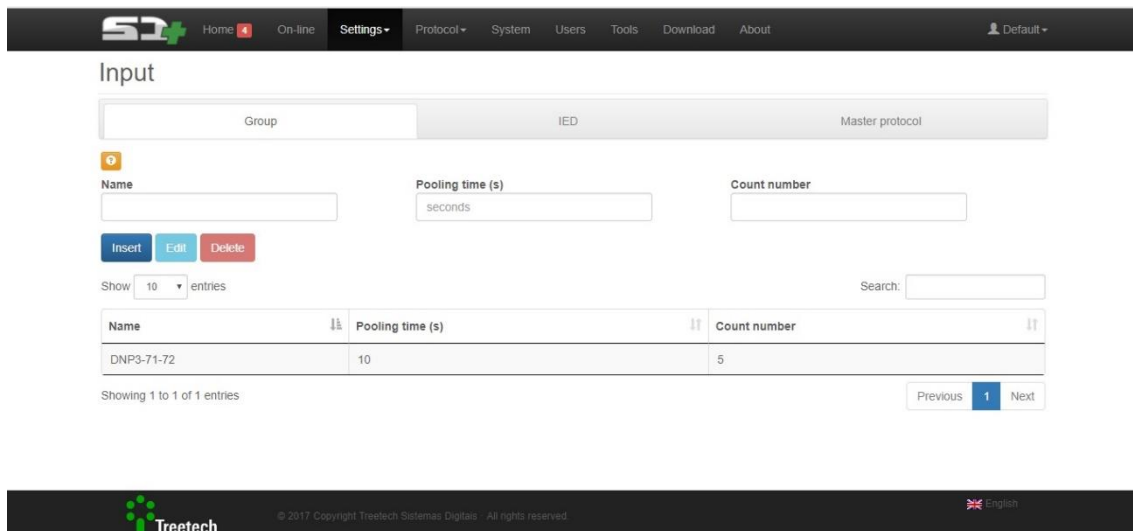 SD+ Home 4 On-line Settings Protocol System Users Tools Download About Default
Input
Group IED Master protocol
Name Pooling time (s) Count number
seconds
Insert Edit Delete
Show 10 entries Search:
Name Pooling time (s) Count number
DNP3-71-72 10 5
Showing 1 to 1 of 1 entries Previous 1 Next
English
Treetech © 2017 Copyright Treetech Sistemas Digitais All rights reserved.